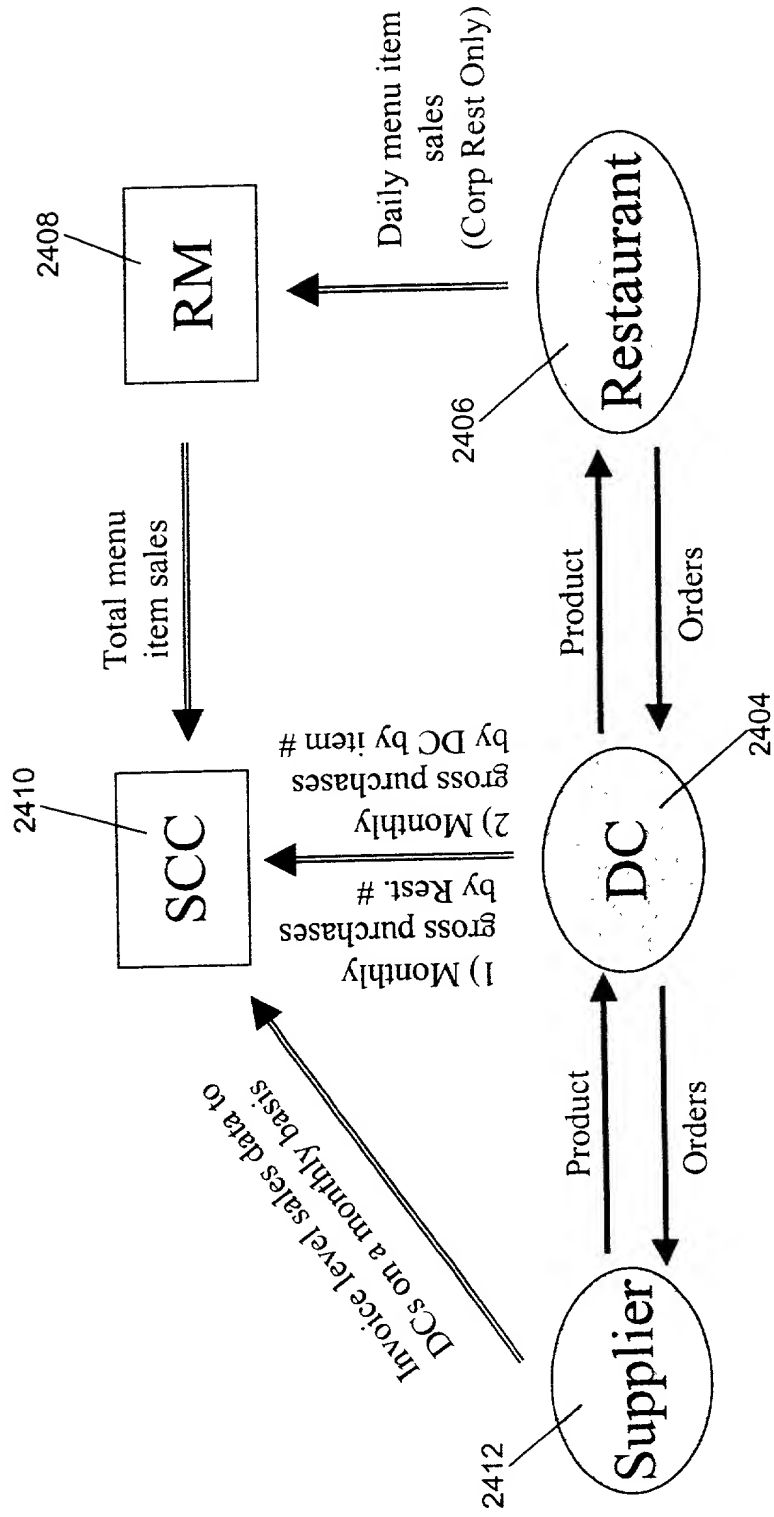 2408
RM
Daily menu item
sales
(Corp Rest Only)
Total menu
item sales
2410
SCC
1) Monthly
gross purchases
by Rest. #
2) Monthly
gross purchases
by DC by item #
Invoice level sales data to
DCs on a monthly basis
2412
Supplier
Product
Orders
DC
2404
Product
Orders
2406
Restaurant